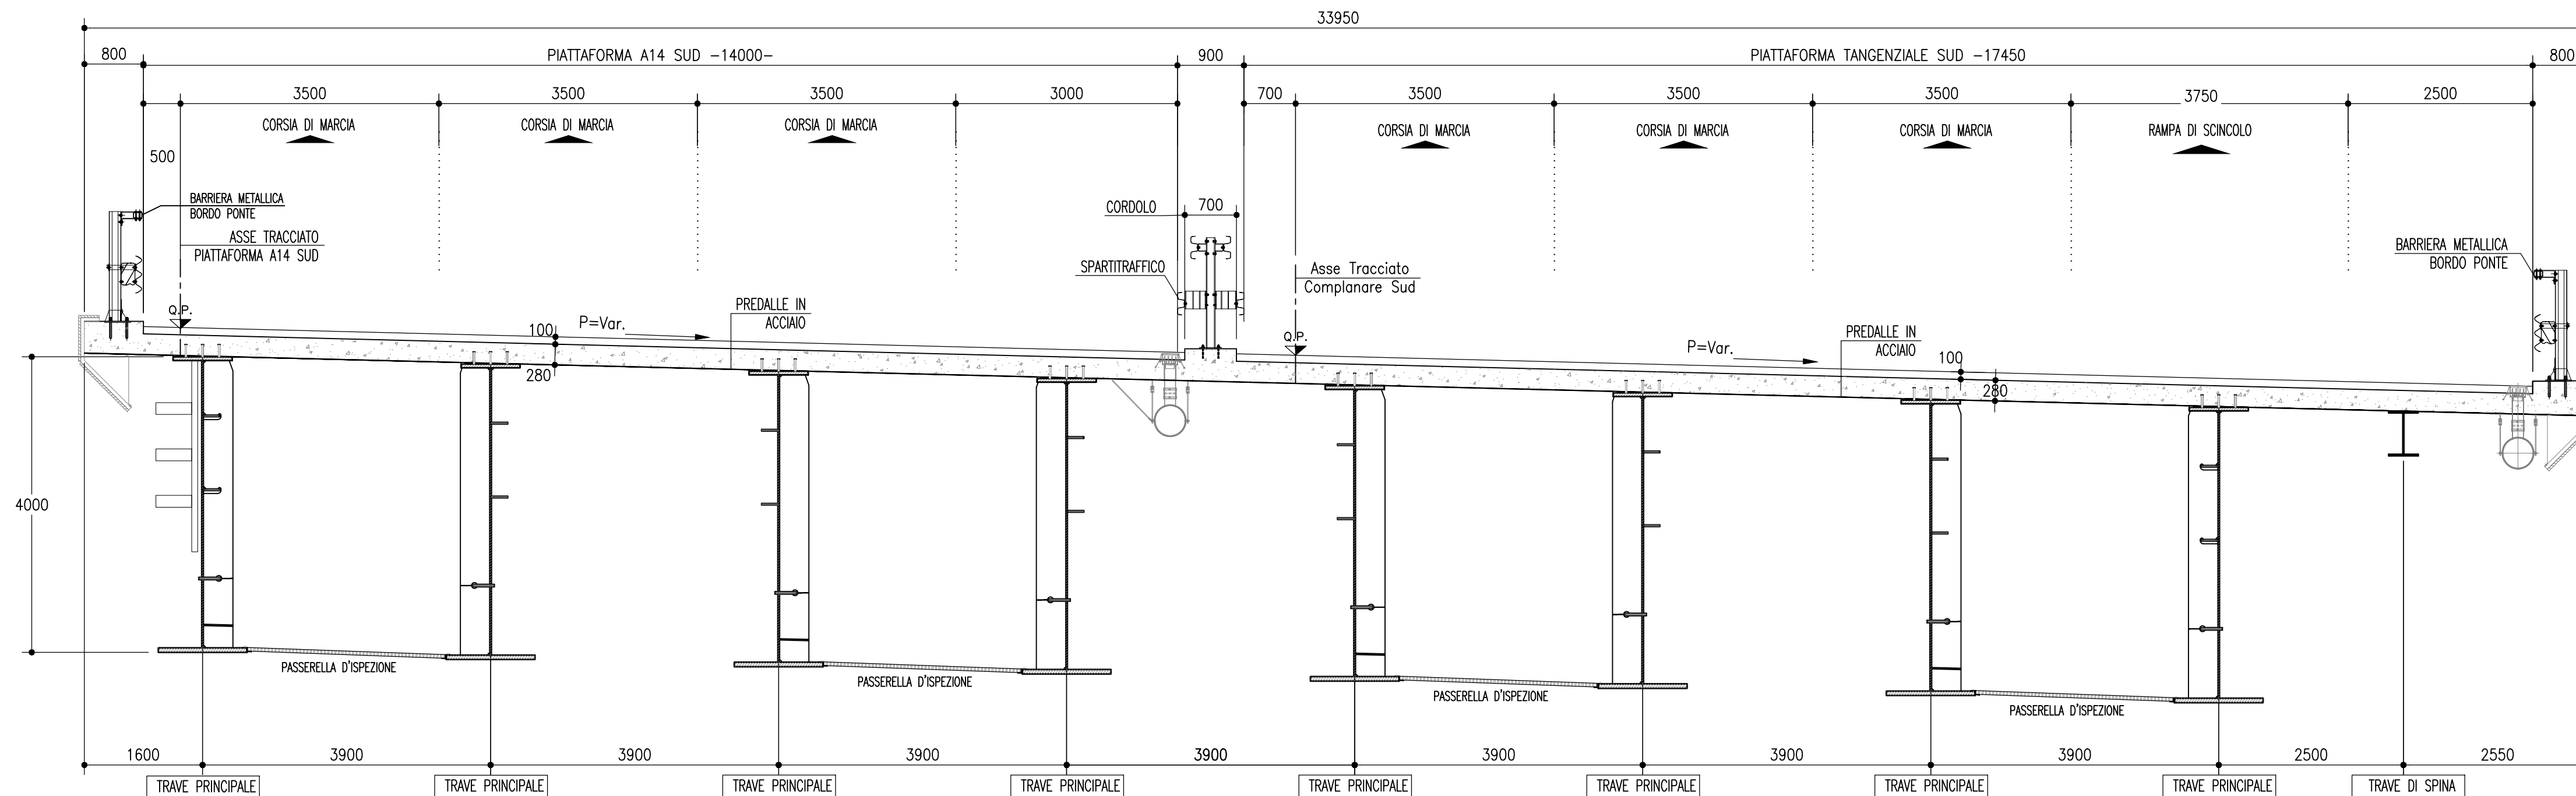 33950
800
PIATTAFORMA A14 SUD -14000-
900
PIATTAFORMA TANGENZIALE SUD -17450
800
3500
3500
3500
3000
700
3500
3500
3500
3750
2500
CORSIA DI MARCIA
CORSIA DI MARCIA
CORSIA DI MARCIA
CORSIA DI MARCIA
CORSIA DI MARCIA
CORSIA DI MARCIA
RAMPA DI SCINCOLO
500
BARRIERA METALLICA
BORDO PONTE
ASSE TRACCIATO
PIATTAFORMA A14 SUD
CORDOLO
700
SPARTITRAFFICO
Asse Tracciato
Complanare Sud
BARRIERA METALLICA
BORDO PONTE
Q.P.
100
P=Var.
PREDALLE IN
ACCIAIO
280
Q.P.
P=Var.
PREDALLE IN
ACCIAIO
100
280
4000
PASSERELLA D'ISPEZIONE
PASSERELLA D'ISPEZIONE
PASSERELLA D'ISPEZIONE
PASSERELLA D'ISPEZIONE
1600
3900
3900
3900
3900
3900
3900
3900
2500
2550
TRAVE PRINCIPALE
TRAVE PRINCIPALE
TRAVE PRINCIPALE
TRAVE PRINCIPALE
TRAVE PRINCIPALE
TRAVE PRINCIPALE
TRAVE PRINCIPALE
TRAVE PRINCIPALE
TRAVE DI SPINA